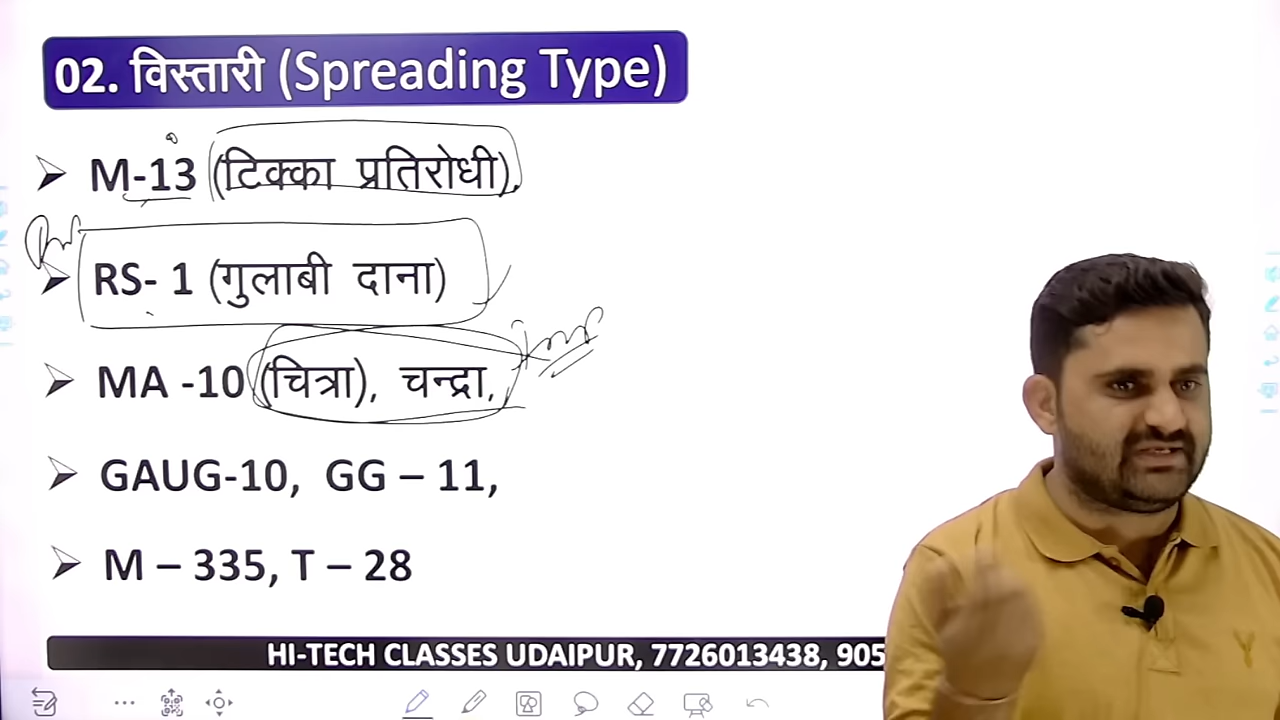 02. विस्तारी (Spreading Type)
M-13 (टिक्का प्रतिरोधी),
RS- 1 (गुलाबी दाना)
MA -10 (चित्रा), चन्द्रा,
GAUG-10, GG – 11,
M – 335, T – 28
HI-TECH CLASSES UDAIPUR, 7726013438, 905